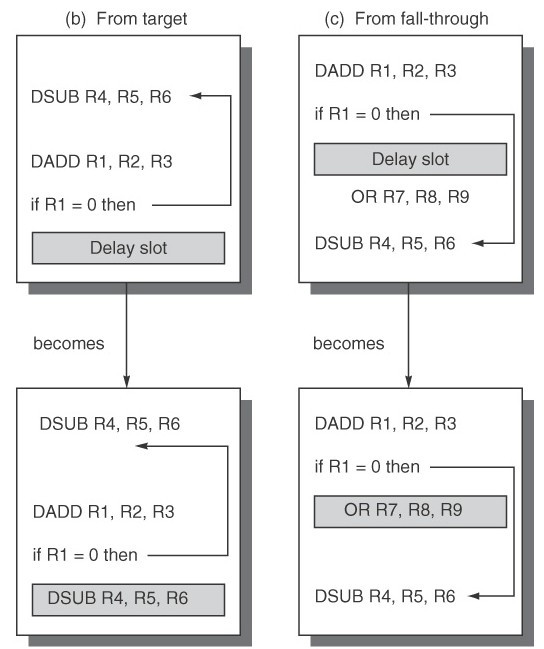 (b) From target
DSUB R4, R5, R6
DADD R1, R2, R3
if R1 = 0 then
Delay slot
becomes
DSUB R4, R5, R6
DADD R1, R2, R3
if R1 = 0 then
DSUB R4, R5, R6
(c) From fall-through
DADD R1, R2, R3
if R1 = 0 then
Delay slot
OR R7, R8, R9
DSUB R4, R5, R6
becomes
DADD R1, R2, R3
if R1 = 0 then
OR R7, R8, R9
DSUB R4, R5, R6